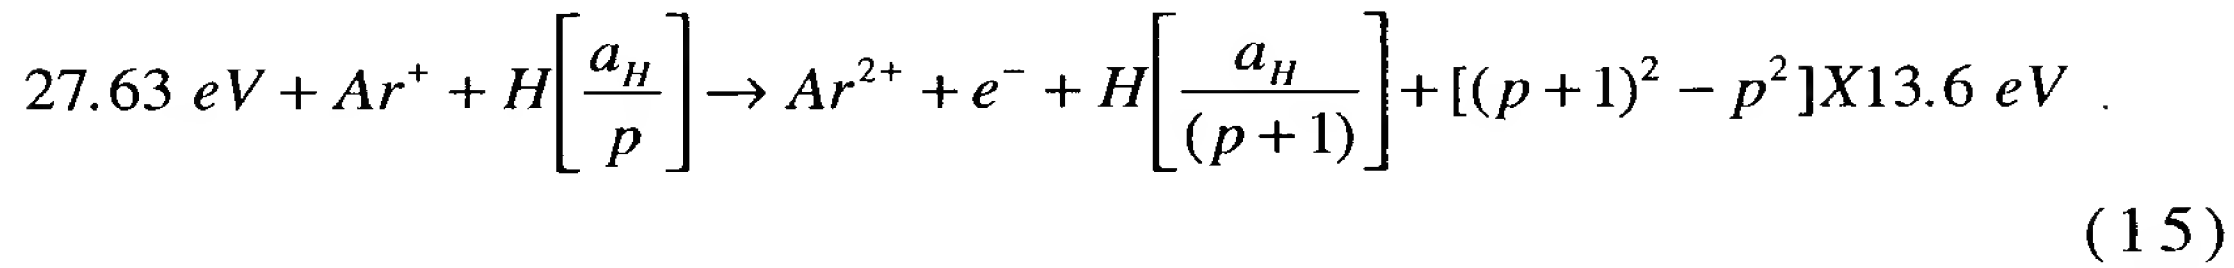 27.63 eV + Ar⁺ + H[a_H/p] → Ar²⁺ + e⁻ + H[a_H/(p+1)] + [(p+1)² − p²]X13.6 eV .
(15)